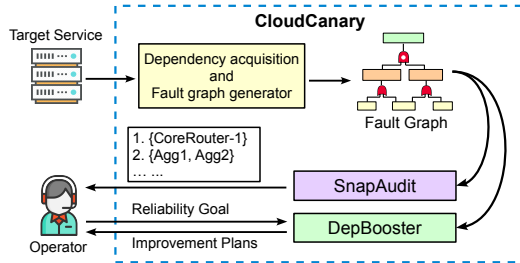 CloudCanary
Target Service
Dependency acquisition
and
Fault graph generator
Fault Graph
1. {CoreRouter-1}
2. {Agg1, Agg2}
... ...
SnapAudit
Reliability Goal
DepBooster
Operator
Improvement Plans